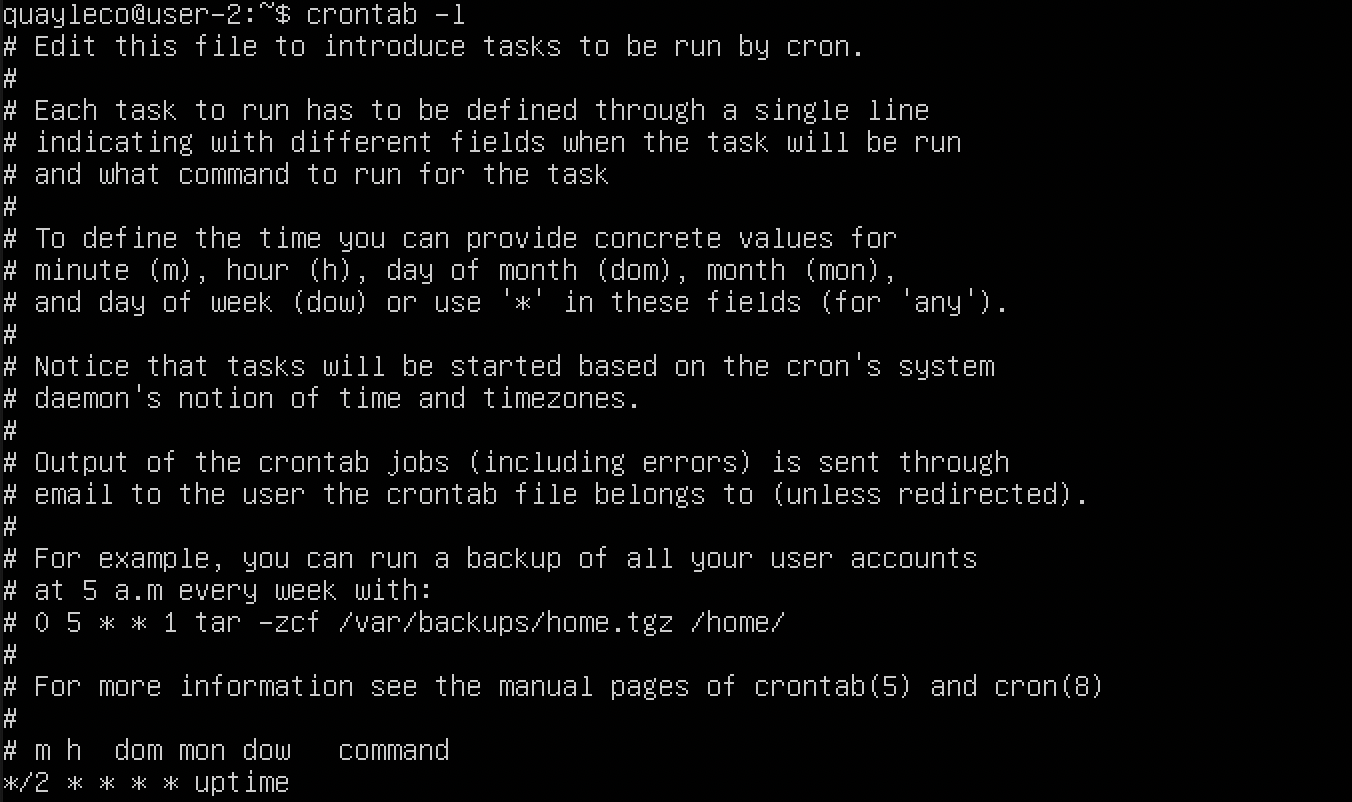 quayleco@user-2:~$ crontab -l
# Edit this file to introduce tasks to be run by cron.
#
# Each task to run has to be defined through a single line
# indicating with different fields when the task will be run
# and what command to run for the task
#
# To define the time you can provide concrete values for
# minute (m), hour (h), day of month (dom), month (mon),
# and day of week (dow) or use '*' in these fields (for 'any').
#
# Notice that tasks will be started based on the cron's system
# daemon's notion of time and timezones.
#
# Output of the crontab jobs (including errors) is sent through
# email to the user the crontab file belongs to (unless redirected).
#
# For example, you can run a backup of all your user accounts
# at 5 a.m every week with:
# 0 5 * * 1 tar -zcf /var/backups/home.tgz /home/
#
# For more information see the manual pages of crontab(5) and cron(8)
#
# m h  dom mon dow   command
*/2 * * * * uptime